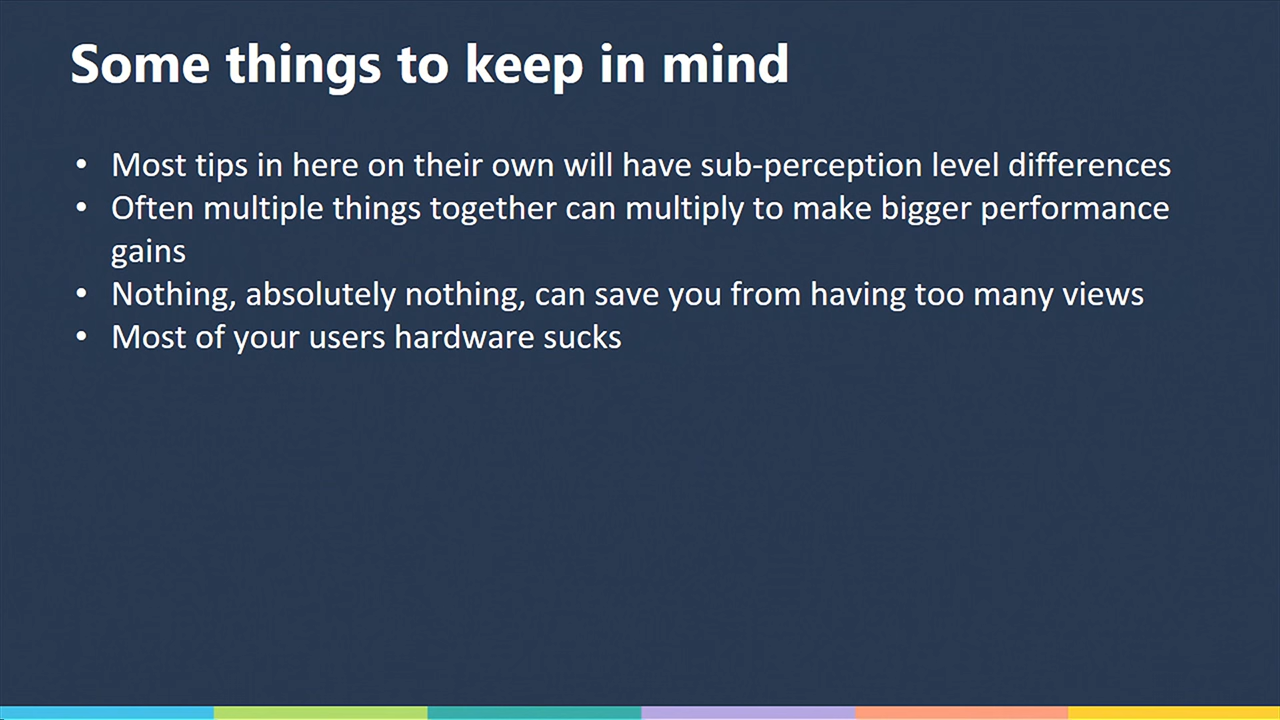 Some things to keep in mind
• Most tips in here on their own will have sub-perception level differences
• Often multiple things together can multiply to make bigger performance
gains
• Nothing, absolutely nothing, can save you from having too many views
• Most of your users hardware sucks